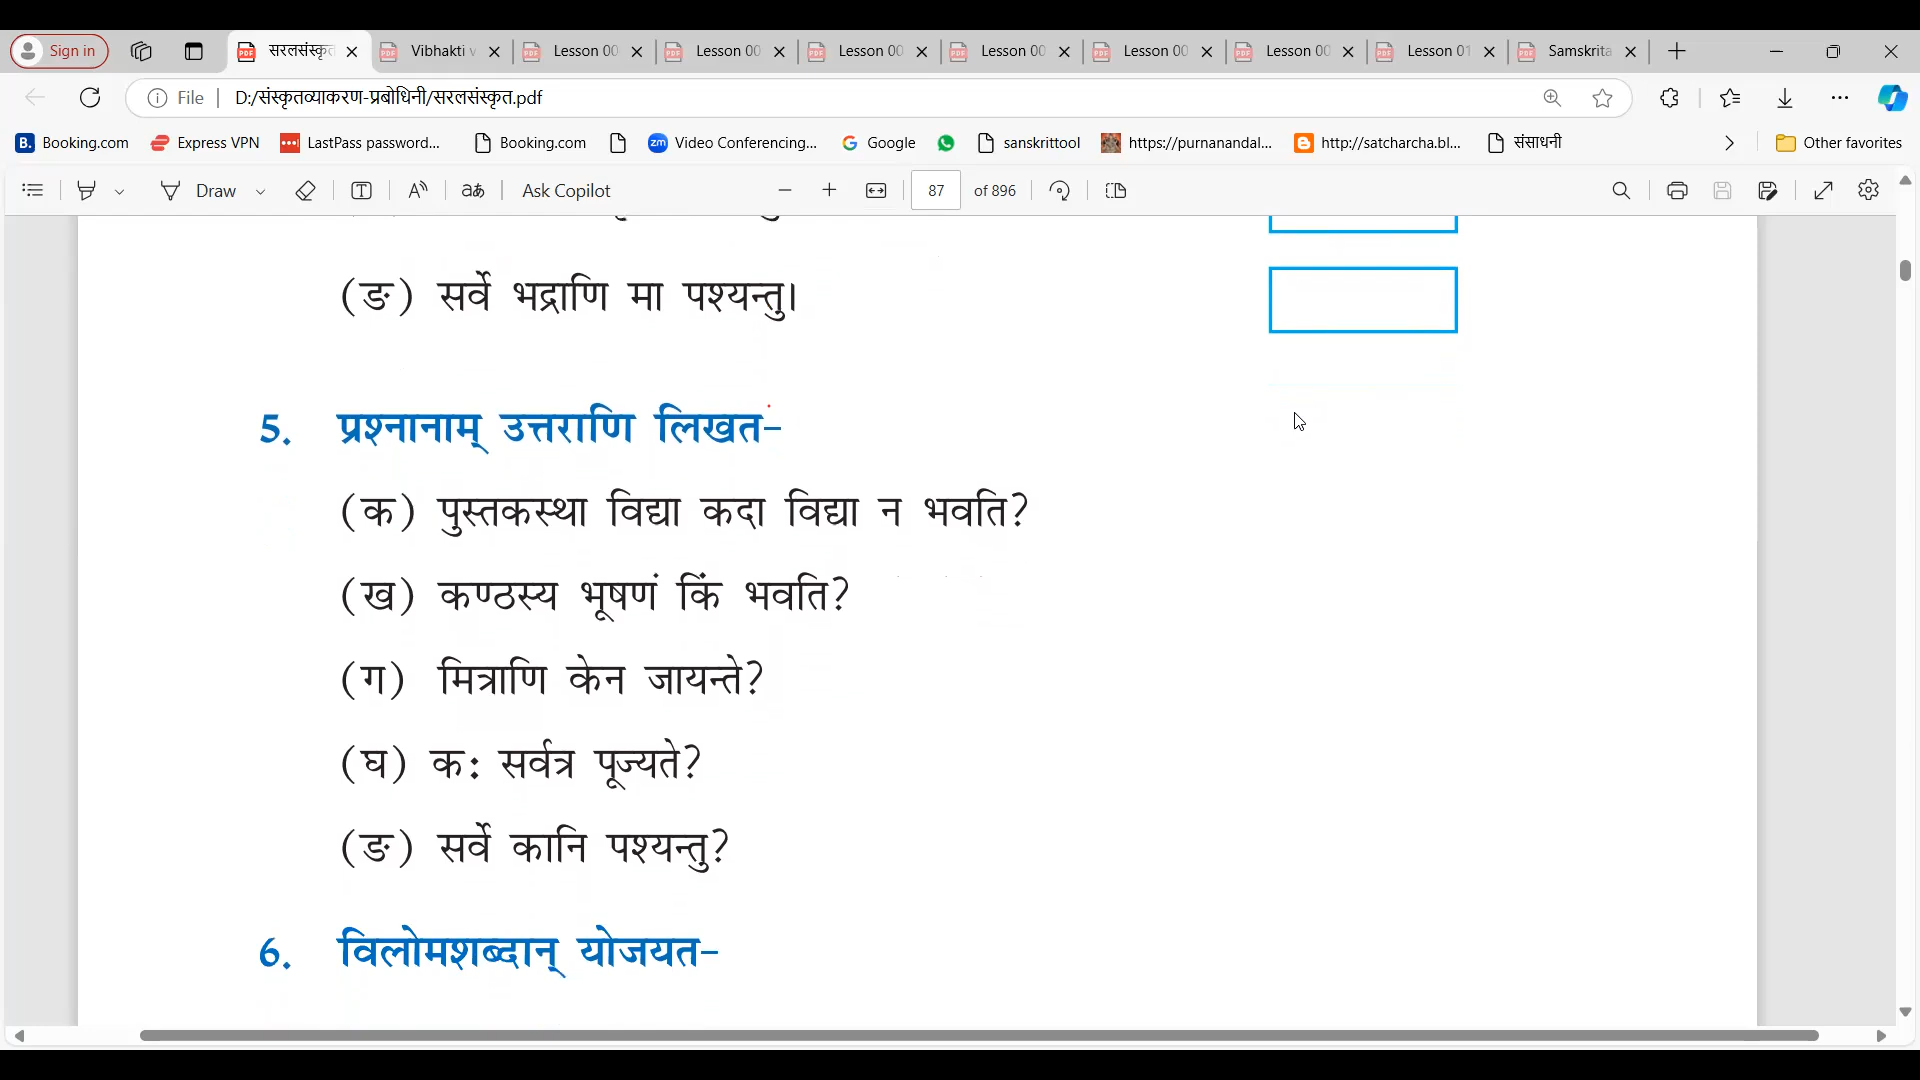 Sign in
सरलसंस्कृत
Vibhakti v
Lesson 00
Lesson 00
Lesson 00
Lesson 00
Lesson 00
Lesson 00
Lesson 01
Samskrita
File
D:/संस्कृतव्याकरण-प्रबोधिनी/सरलसंस्कृत.pdf
Booking.com
Express VPN
LastPass password...
Booking.com
Video Conferencing...
Google
sanskrittool
https://purnanandal...
http://satcharcha.bl...
संसाधनी
Other favorites
Draw
Ask Copilot
87 of 896
(ङ) सर्वे भद्राणि मा पश्यन्तु।
5. प्रश्नानाम् उत्तराणि लिखत-
(क) पुस्तकस्था विद्या कदा विद्या न भवति?
(ख) कण्ठस्य भूषणं किं भवति?
(ग) मित्राणि केन जायन्ते?
(घ) कः सर्वत्र पूज्यते?
(ङ) सर्वे कानि पश्यन्तु?
6. विलोमशब्दान् योजयत-